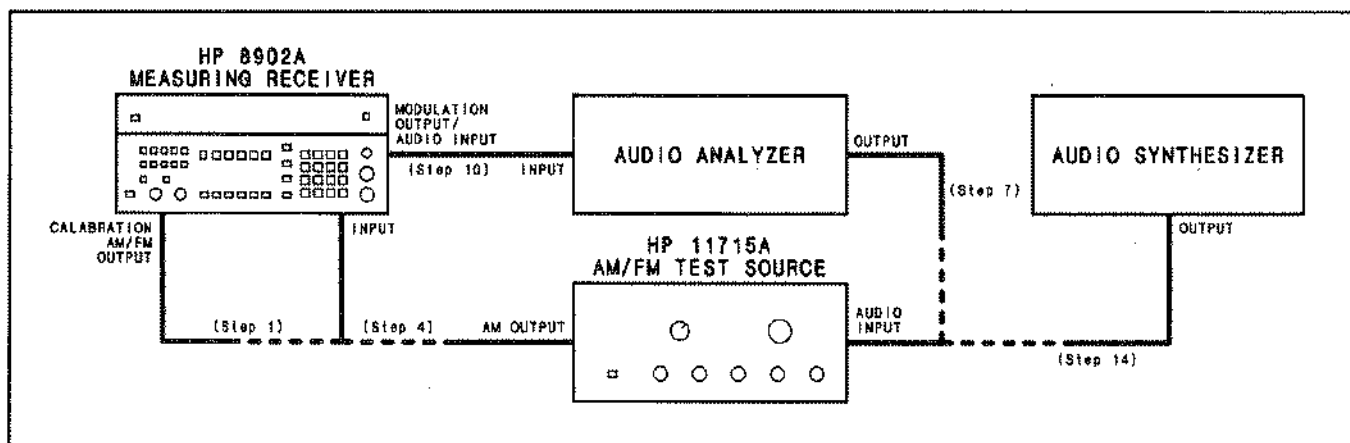 HP 8902A
MEASURING RECEIVER
MODULATION
OUTPUT/
AUDIO INPUT
(Step 10) INPUT
AUDIO ANALYZER
OUTPUT
(Step 7)
AUDIO SYNTHESIZER
OUTPUT
CALABRATION
AM/FM
OUTPUT
INPUT
(Step 1)
(Step 4)
AM OUTPUT
HP 11715A
AM/FM TEST SOURCE
AUDIO
INPUT
(Step 14)